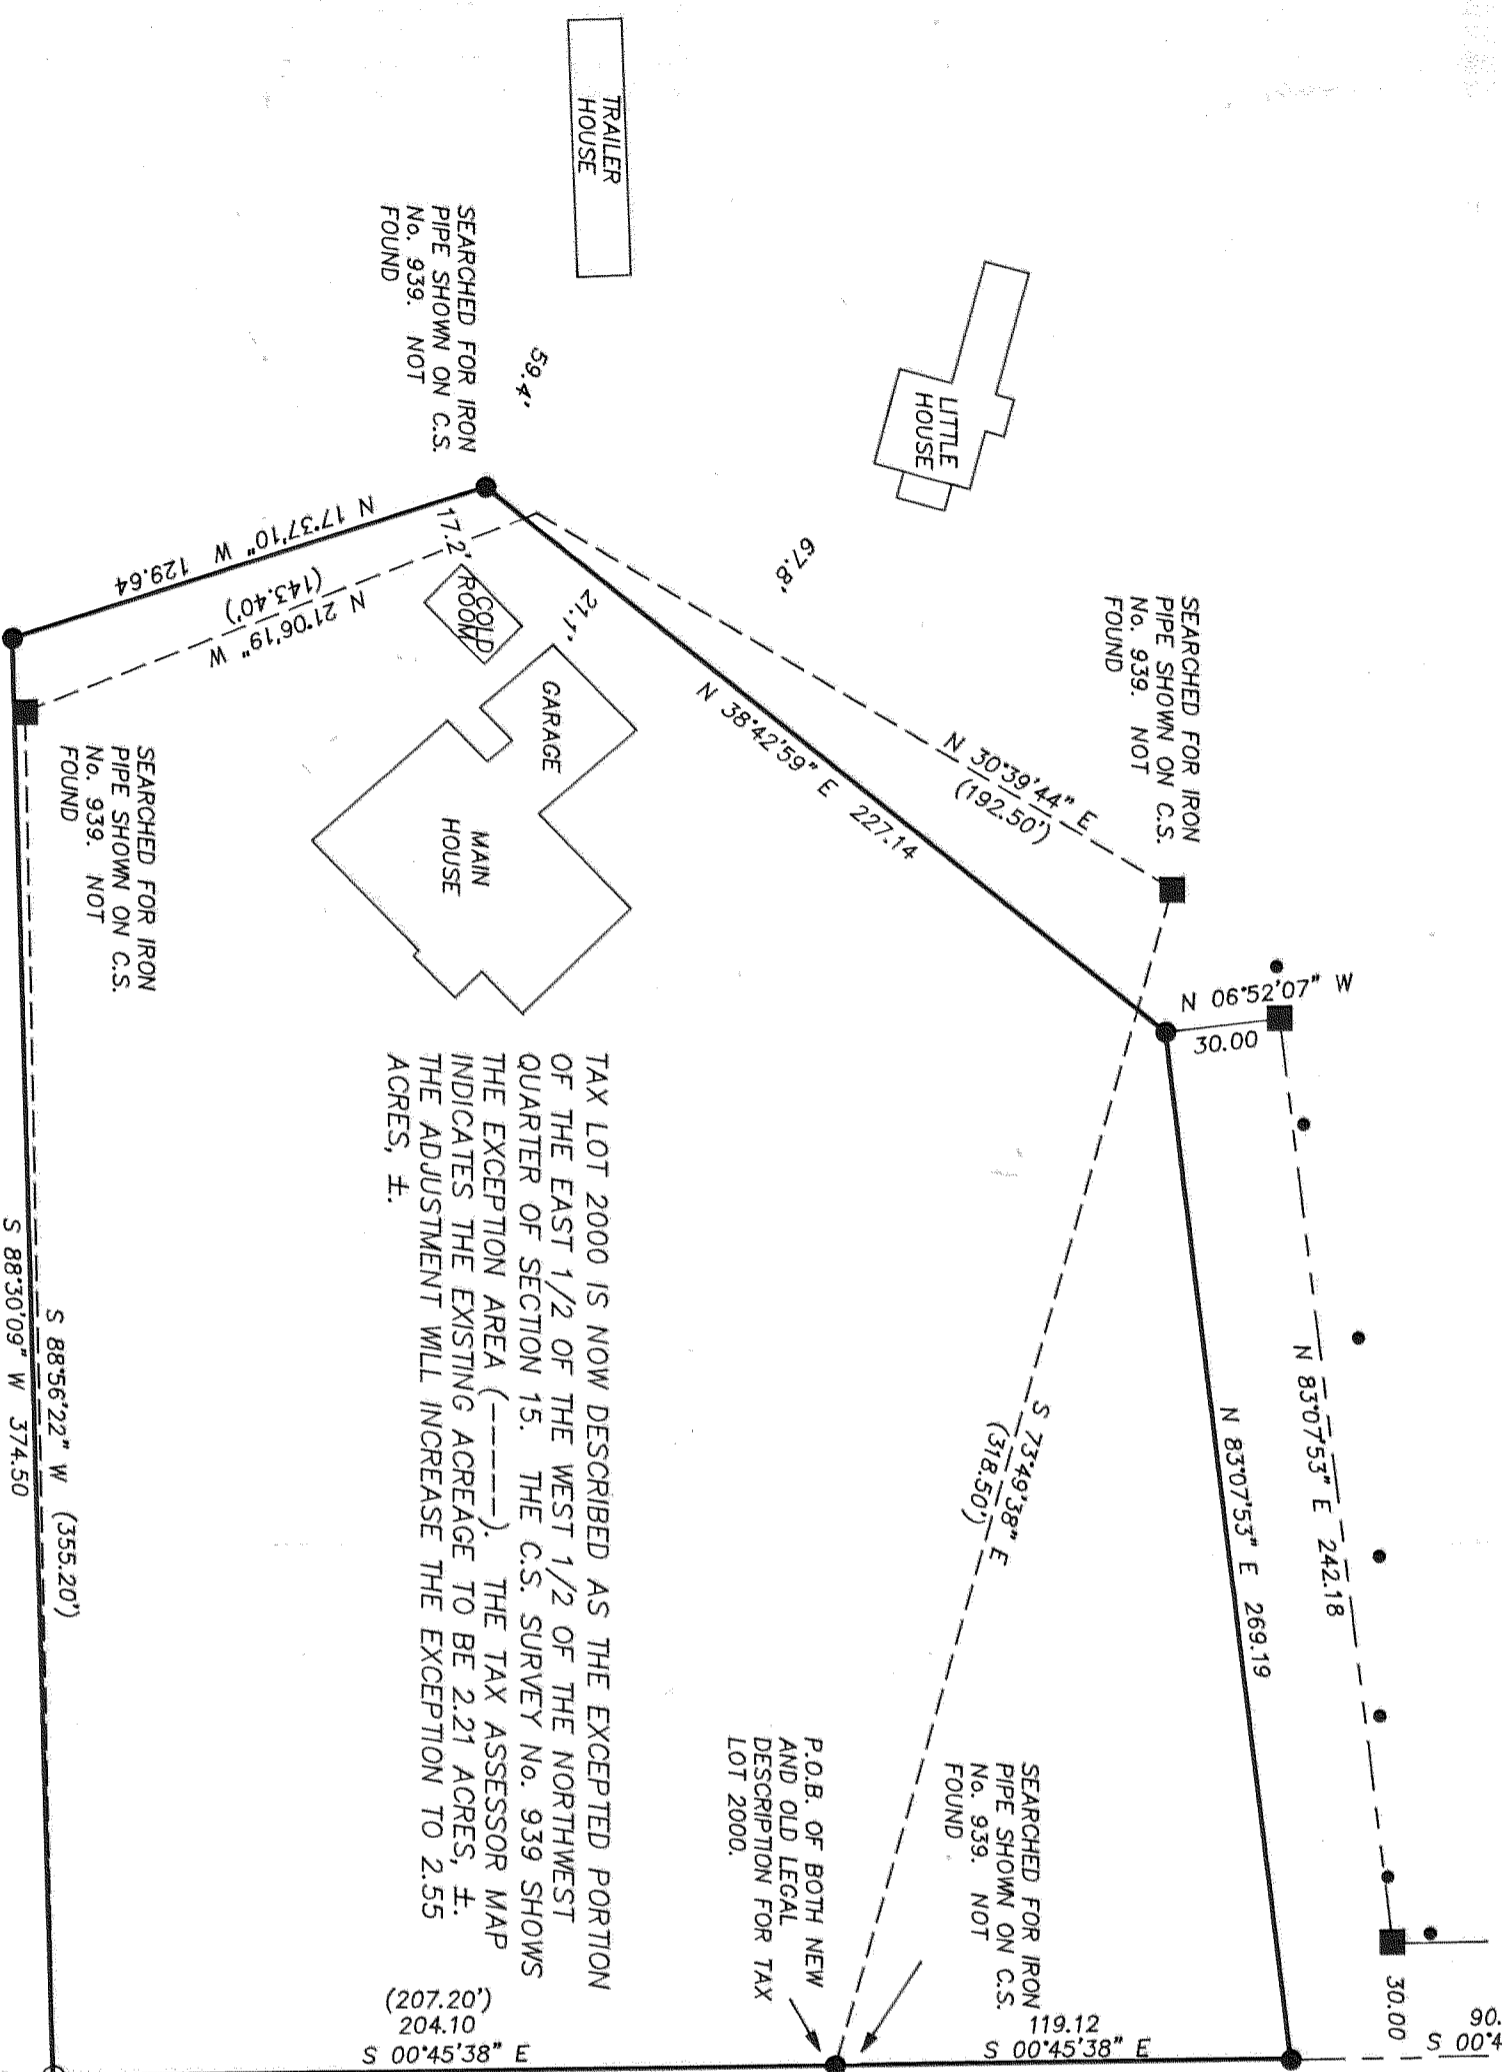 TRAILER
HOUSE
LITTLE
HOUSE
SEARCHED FOR IRON
PIPE SHOWN ON C.S.
No. 939. NOT
FOUND
59.4'
67.8'
17.2'
21.1'
COLD
ROOM
GARAGE
MAIN
HOUSE
N 17°37'10" W 129.64
N 21°06'19" W
(143.40')
SEARCHED FOR IRON
PIPE SHOWN ON C.S.
No. 939. NOT
FOUND
N 38°42'59" E 227.14
N 30°39'44" E
(192.50')
SEARCHED FOR IRON
PIPE SHOWN ON C.S.
No. 939. NOT
FOUND
N 06°52'07" W
30.00
N 83°07'53" E 242.18
N 83°07'53" E 269.19
S 73°49'38" E
(318.50')
TAX LOT 2000 IS NOW DESCRIBED AS THE EXCEPTED PORTION
OF THE EAST 1/2 OF THE WEST 1/2 OF THE NORTHWEST
QUARTER OF SECTION 15. THE C.S. SURVEY No. 939 SHOWS
THE EXCEPTION AREA (-----). THE TAX ASSESSOR MAP
INDICATES THE EXISTING ACREAGE TO BE 2.21 ACRES, ±.
THE ADJUSTMENT WILL INCREASE THE EXCEPTION TO 2.55
ACRES, ±.
SEARCHED FOR IRON
PIPE SHOWN ON C.S.
No. 939. NOT
FOUND
P.O.B. OF BOTH NEW
AND OLD LEGAL
DESCRIPTION FOR TAX
LOT 2000.
S 88°56'22" W (355.20')
S 88°30'09" W 374.50
(207.20')
204.10
S 00°45'38" E
119.12
S 00°45'38" E
30.00
90.
S 00°4